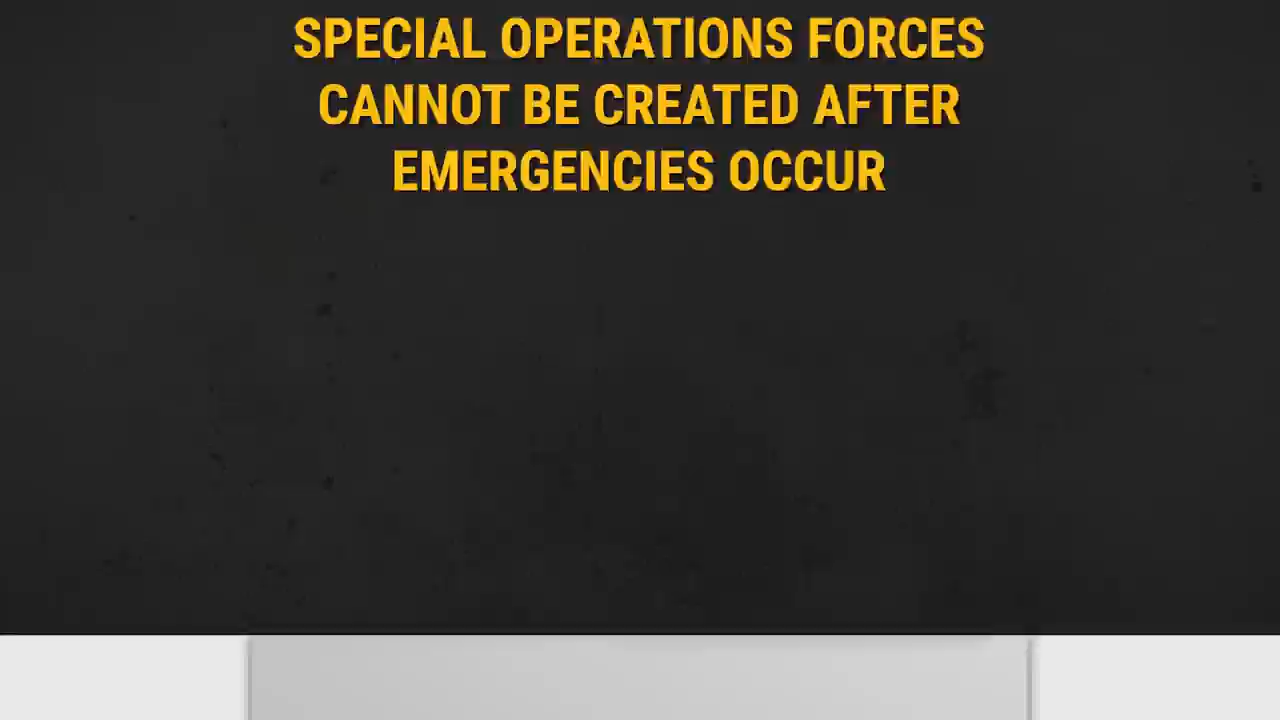 SPECIAL OPERATIONS FORCES
CANNOT BE CREATED AFTER
EMERGENCIES OCCUR